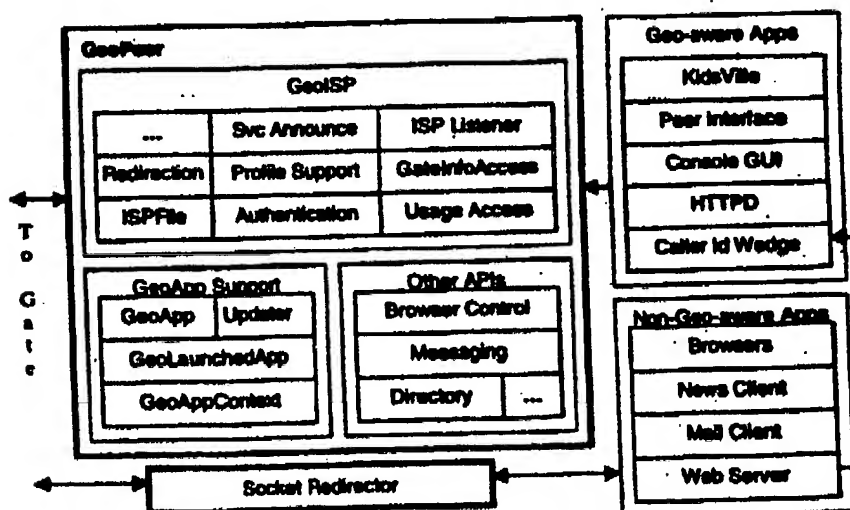 GeoPeer
GeoISP
... Svc Announce ISP Listener
Redirection Profile Support GateInfoAccess
ISPFile Authentication Usage Access
GeoApp Support
GeoApp Updater
GeoLaunchedApp
GeoAppContext
Other APIs
Browser Control
Messaging
Directory ...
Geo-aware Apps
KidsVille
Peer Interface
Console GUI
HTTPD
Caller Id Wedge
Non-Geo-aware Apps
Browsers
News Client
Mail Client
Web Server
To Gate
Socket Redirector